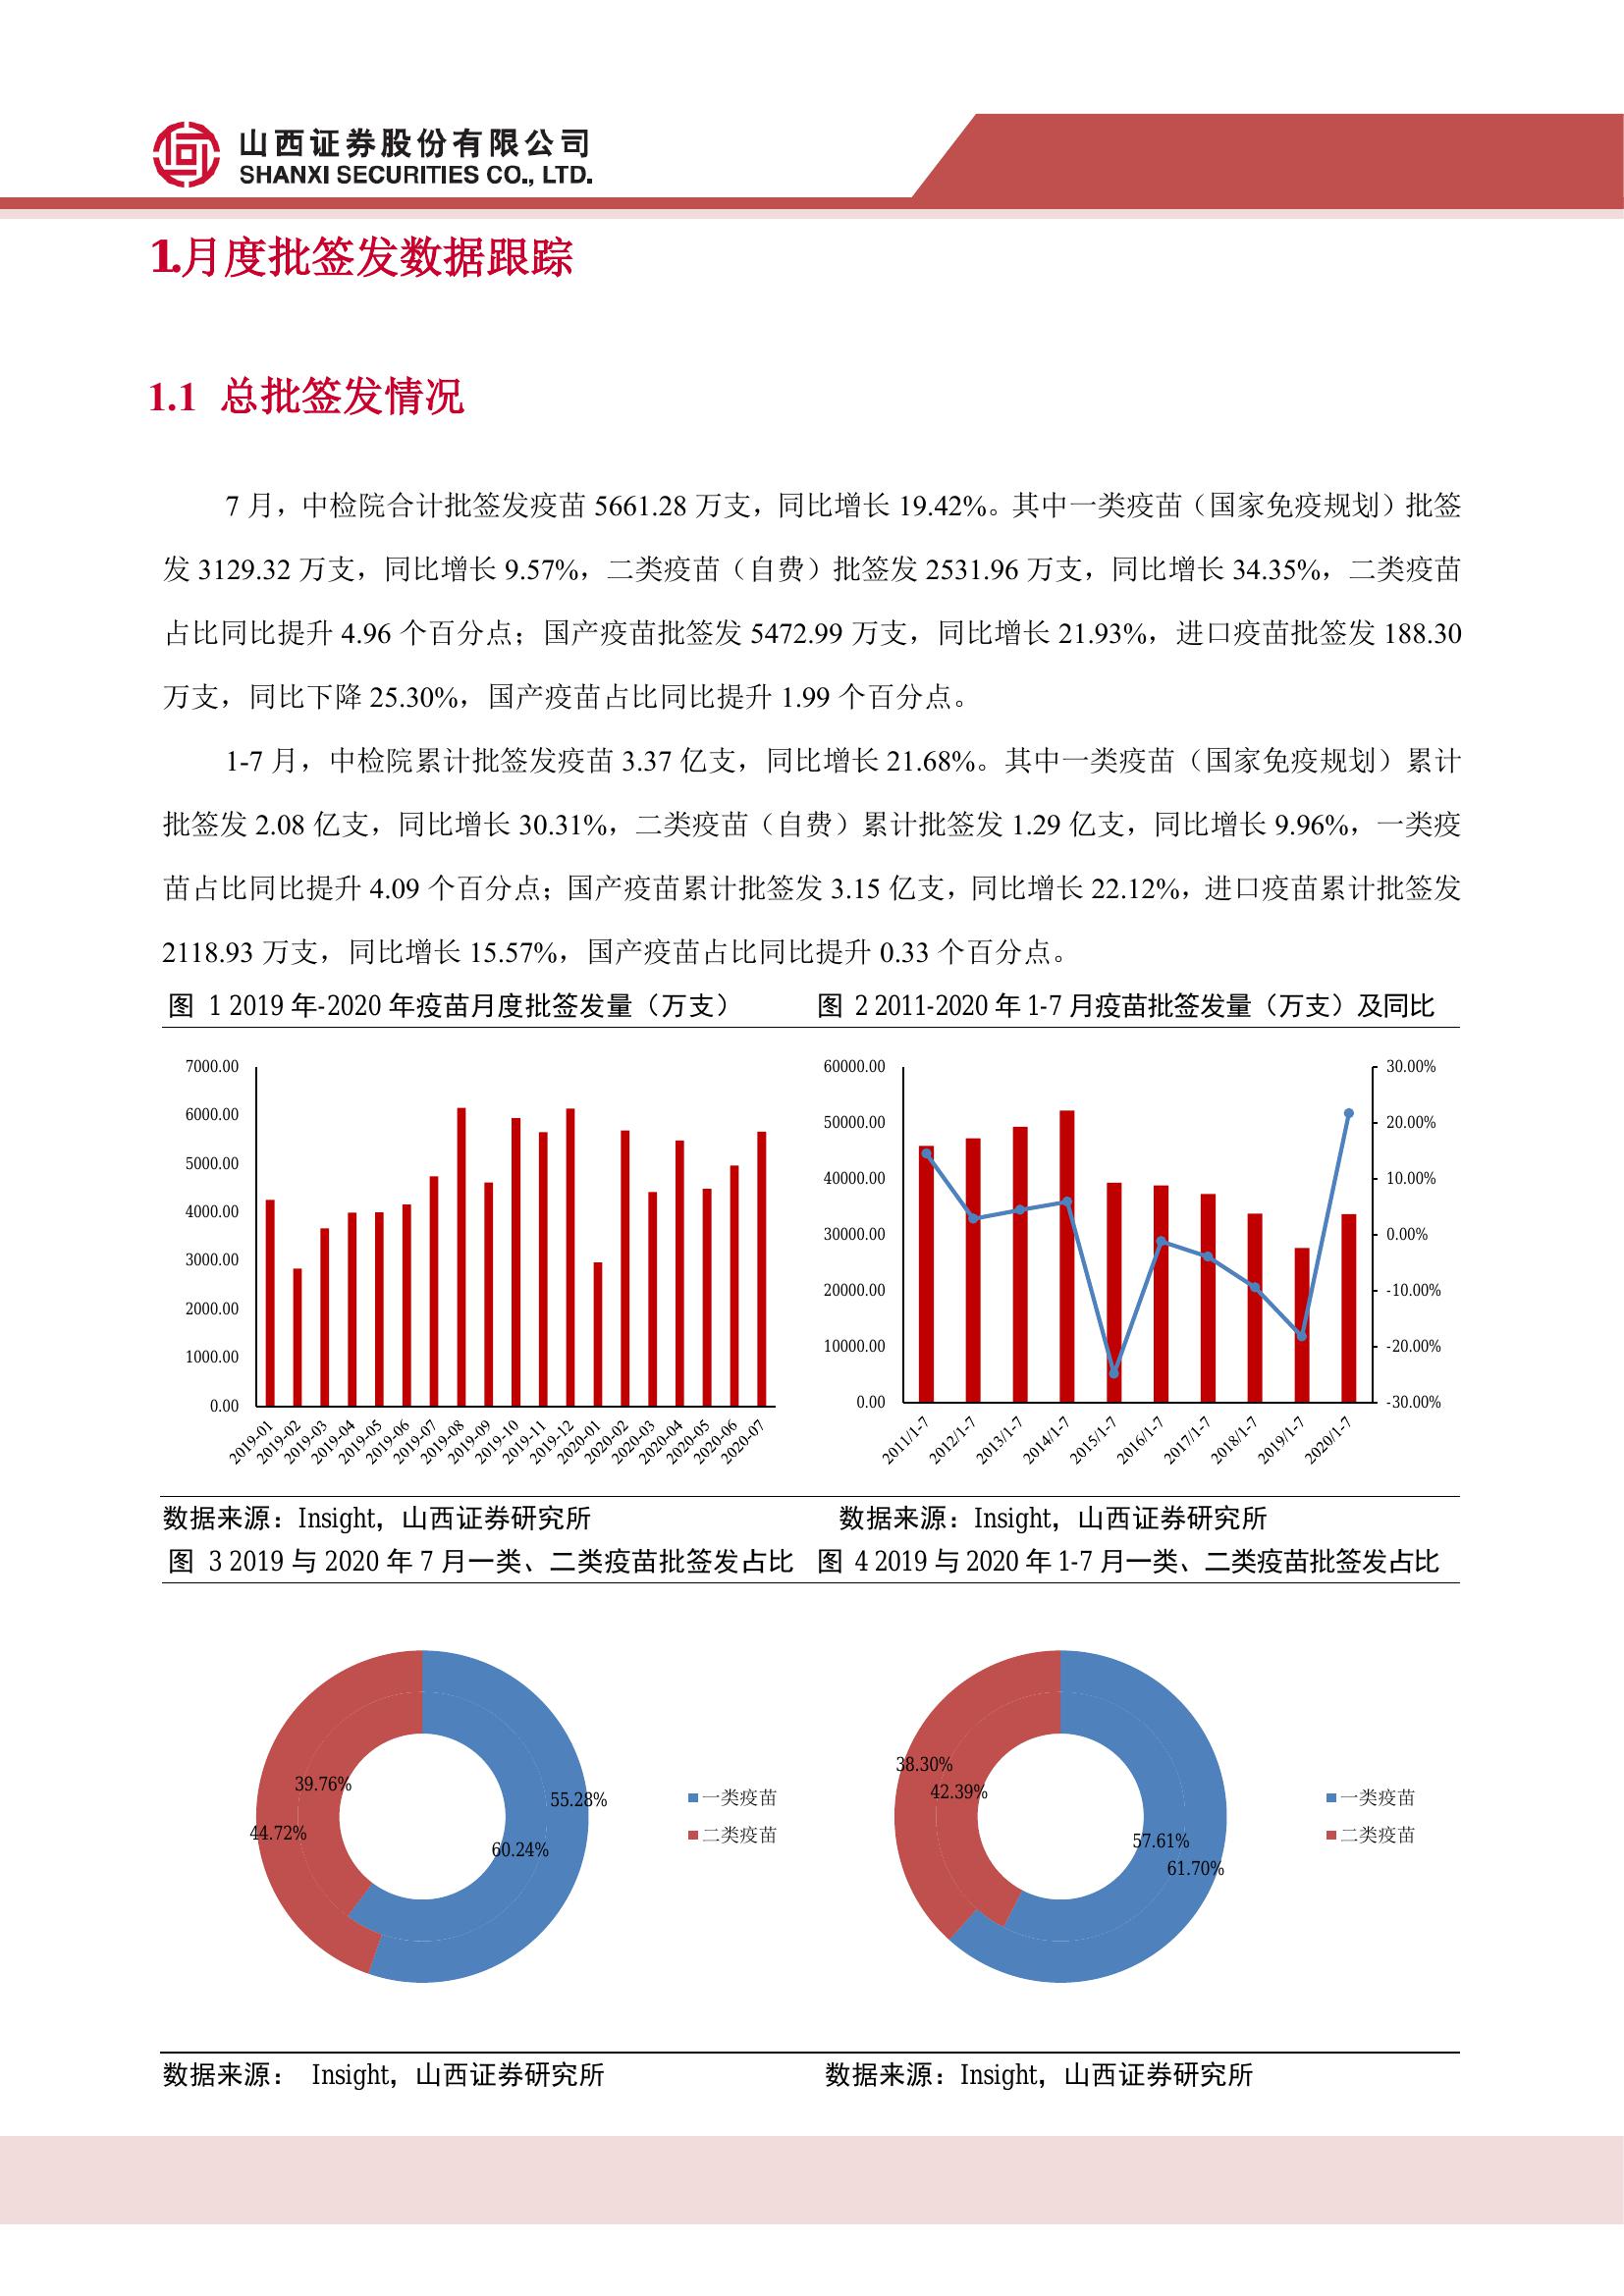 山西证券股份有限公司
SHANXI SECURITIES CO., LTD.
1.月度批签发数据跟踪
1.1 总批签发情况
7 月，中检院合计批签发疫苗 5661.28 万支，同比增长 19.42%。其中一类疫苗（国家免疫规划）批签
发 3129.32 万支，同比增长 9.57%，二类疫苗（自费）批签发 2531.96 万支，同比增长 34.35%，二类疫苗
占比同比提升 4.96 个百分点；国产疫苗批签发 5472.99 万支，同比增长 21.93%，进口疫苗批签发 188.30
万支，同比下降 25.30%，国产疫苗占比同比提升 1.99 个百分点。
1-7 月，中检院累计批签发疫苗 3.37 亿支，同比增长 21.68%。其中一类疫苗（国家免疫规划）累计
批签发 2.08 亿支，同比增长 30.31%，二类疫苗（自费）累计批签发 1.29 亿支，同比增长 9.96%，一类疫
苗占比同比提升 4.09 个百分点；国产疫苗累计批签发 3.15 亿支，同比增长 22.12%，进口疫苗累计批签发
2118.93 万支，同比增长 15.57%，国产疫苗占比同比提升 0.33 个百分点。
图 1 2019 年-2020 年疫苗月度批签发量（万支）
7000.00
6000.00
5000.00
4000.00
3000.00
2000.00
1000.00
0.00
2019-01
2019-02
2019-03
2019-04
2019-05
2019-06
2019-07
2019-08
2019-09
2019-10
2019-11
2019-12
2020-01
2020-02
2020-03
2020-04
2020-05
2020-06
2020-07
图 2 2011-2020 年 1-7 月疫苗批签发量（万支）及同比
60000.00
50000.00
40000.00
30000.00
20000.00
10000.00
0.00
30.00%
20.00%
10.00%
0.00%
-10.00%
-20.00%
-30.00%
2011/1-7
2012/1-7
2013/1-7
2014/1-7
2015/1-7
2016/1-7
2017/1-7
2018/1-7
2019/1-7
2020/1-7
数据来源：Insight，山西证券研究所
数据来源：Insight，山西证券研究所
图 3 2019 与 2020 年 7 月一类、二类疫苗批签发占比
39.76%
55.28%
44.72%
60.24%
一类疫苗
二类疫苗
图 4 2019 与 2020 年 1-7 月一类、二类疫苗批签发占比
38.30%
42.39%
57.61%
61.70%
一类疫苗
二类疫苗
数据来源： Insight，山西证券研究所
数据来源：Insight，山西证券研究所